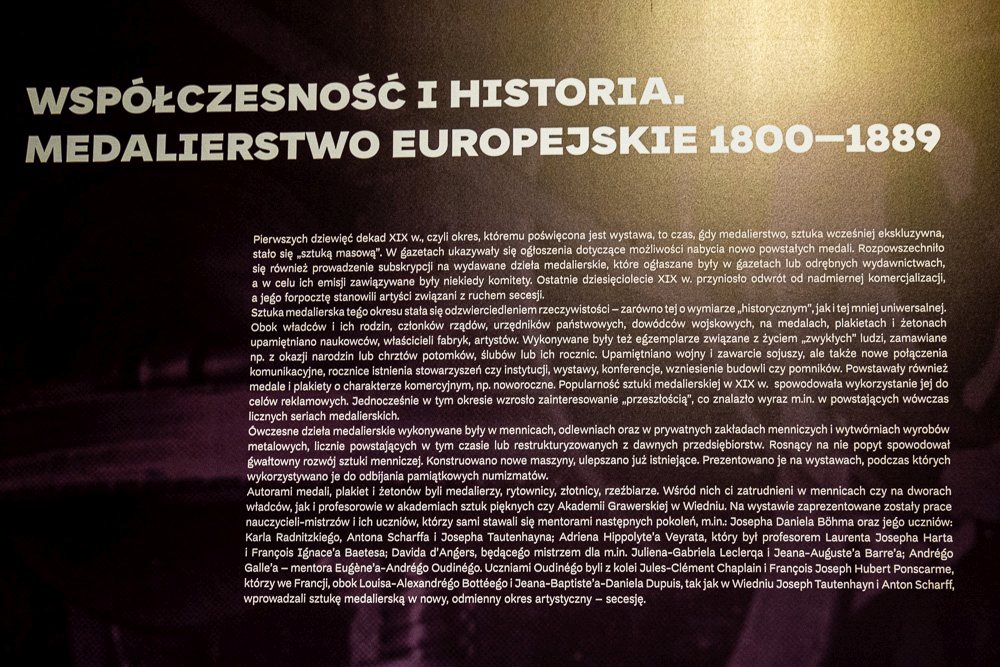 WSPÓŁCZESNOŚĆ I HISTORIA.
MEDALIERSTWO EUROPEJSKIE 1800—1889
Pierwszych dziewięć dekad XIX w., czyli okres, któremu poświęcona jest wystawa, to czas, gdy medalierstwo, sztuka wcześniej ekskluzywna,
stało się „sztuką masową”. W gazetach ukazywały się ogłoszenia dotyczące możliwości nabycia nowo powstałych medali. Rozpowszechniło
się również prowadzenie subskrypcji na wydawane dzieła medalierskie, które ogłaszane były w gazetach lub odrębnych wydawnictwach,
a w celu ich emisji zawiązywane były niekiedy komitety. Ostatnie dziesięciolecie XIX w. przyniosło odwrót od nadmiernej komercjalizacji,
a jego forpocztę stanowili artyści związani z ruchem secesji.
Sztuka medalierska tego okresu stała się odzwierciedleniem rzeczywistości – zarówno tej o wymiarze „historycznym”, jak i tej mniej uniwersalnej.
Obok władców i ich rodzin, członków rządów, urzędników państwowych, dowódców wojskowych, na medalach, plakietach i żetonach
upamiętniano naukowców, właścicieli fabryk, artystów. Wykonywane były też egzemplarze związane z życiem „zwykłych” ludzi, zamawiane
np. z okazji narodzin lub chrztów potomków, ślubów lub ich rocznic. Upamiętniano wojny i zawarcie sojuszy, ale także nowe połączenia
komunikacyjne, rocznice istnienia stowarzyszeń czy instytucji, wystawy, konferencje, wzniesienie budowli czy pomników. Powstawały również
medale i plakiety o charakterze komercyjnym, np. noworoczne. Popularność sztuki medalierskiej w XIX w. spowodowała wykorzystanie jej do
celów reklamowych. Jednocześnie w tym okresie wzrosło zainteresowanie „przeszłością”, co znalazło wyraz m.in. w powstających wówczas
licznych seriach medalierskich.
Ówczesne dzieła medalierskie wykonywane były w mennicach, odlewniach oraz w prywatnych zakładach menniczych i wytwórniach wyrobów
metalowych, licznie powstających w tym czasie lub restrukturyzowanych z dawnych przedsiębiorstw. Rosnący na nie popyt spowodował
gwałtowny rozwój sztuki menniczej. Konstruowano nowe maszyny, ulepszano już istniejące. Prezentowano je na wystawach, podczas których
wykorzystywano je do odbijania pamiątkowych numizmatów.
Autorami medali, plakiet i żetonów byli medalierzy, rytownicy, złotnicy, rzeźbiarze. Wśród nich ci zatrudnieni w mennicach czy na dworach
władców, jak i profesorowie w akademiach sztuk pięknych czy Akademii Grawerskiej w Wiedniu. Na wystawie zaprezentowane zostały prace
nauczycieli-mistrzów i ich uczniów, którzy sami stawali się mentorami następnych pokoleń, m.in.: Josepha Daniela Böhma oraz jego uczniów:
Karla Radnitzkiego, Antona Scharffa i Josepha Tautenhayna; Adriena Hippolyte’a Veyrata, który był profesorem Laurenta Josepha Harta
i François Ignace’a Baetesa; Davida d’Angers, będącego mistrzem dla m.in. Juliena-Gabriela Leclerqa i Jeana-Auguste’a Barre’a; Andrégo
Galle’a – mentora Eugène’a-Andrégo Oudinégo. Uczniami Oudinégo byli z kolei Jules-Clément Chaplain i François Joseph Hubert Ponscarme,
którzy we Francji, obok Louisa-Alexandrégo Bottéego i Jeana-Baptiste’a-Daniela Dupuis, tak jak w Wiedniu Joseph Tautenhayn i Anton Scharff,
wprowadzali sztukę medalierską w nowy, odmienny okres artystyczny – secesję.